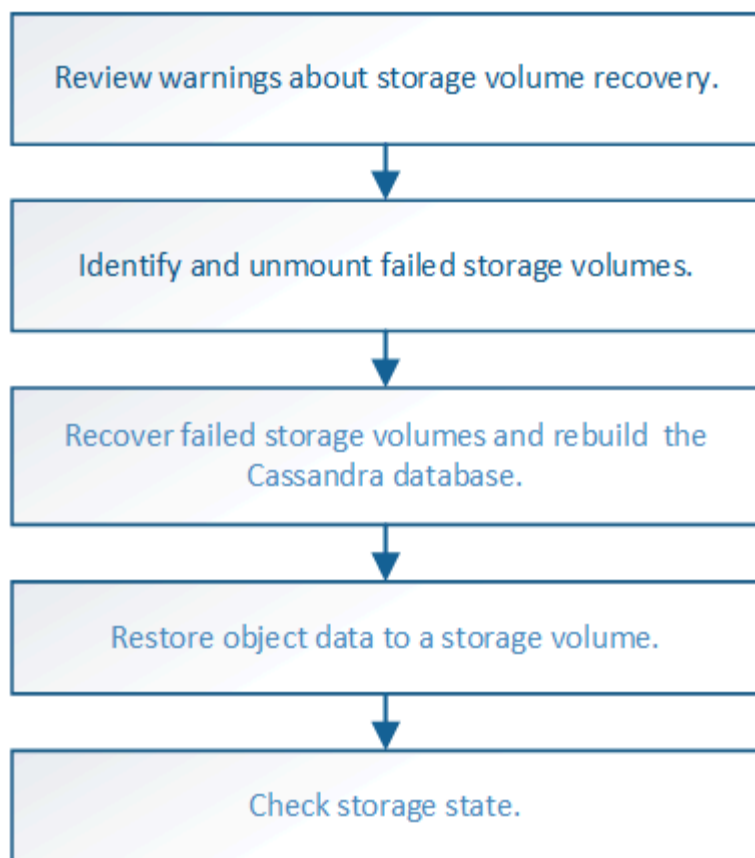 Review warnings about storage volume recovery.
Identify and unmount failed storage volumes.
Recover failed storage volumes and rebuild the
Cassandra database.
Restore object data to a storage volume.
Check storage state.